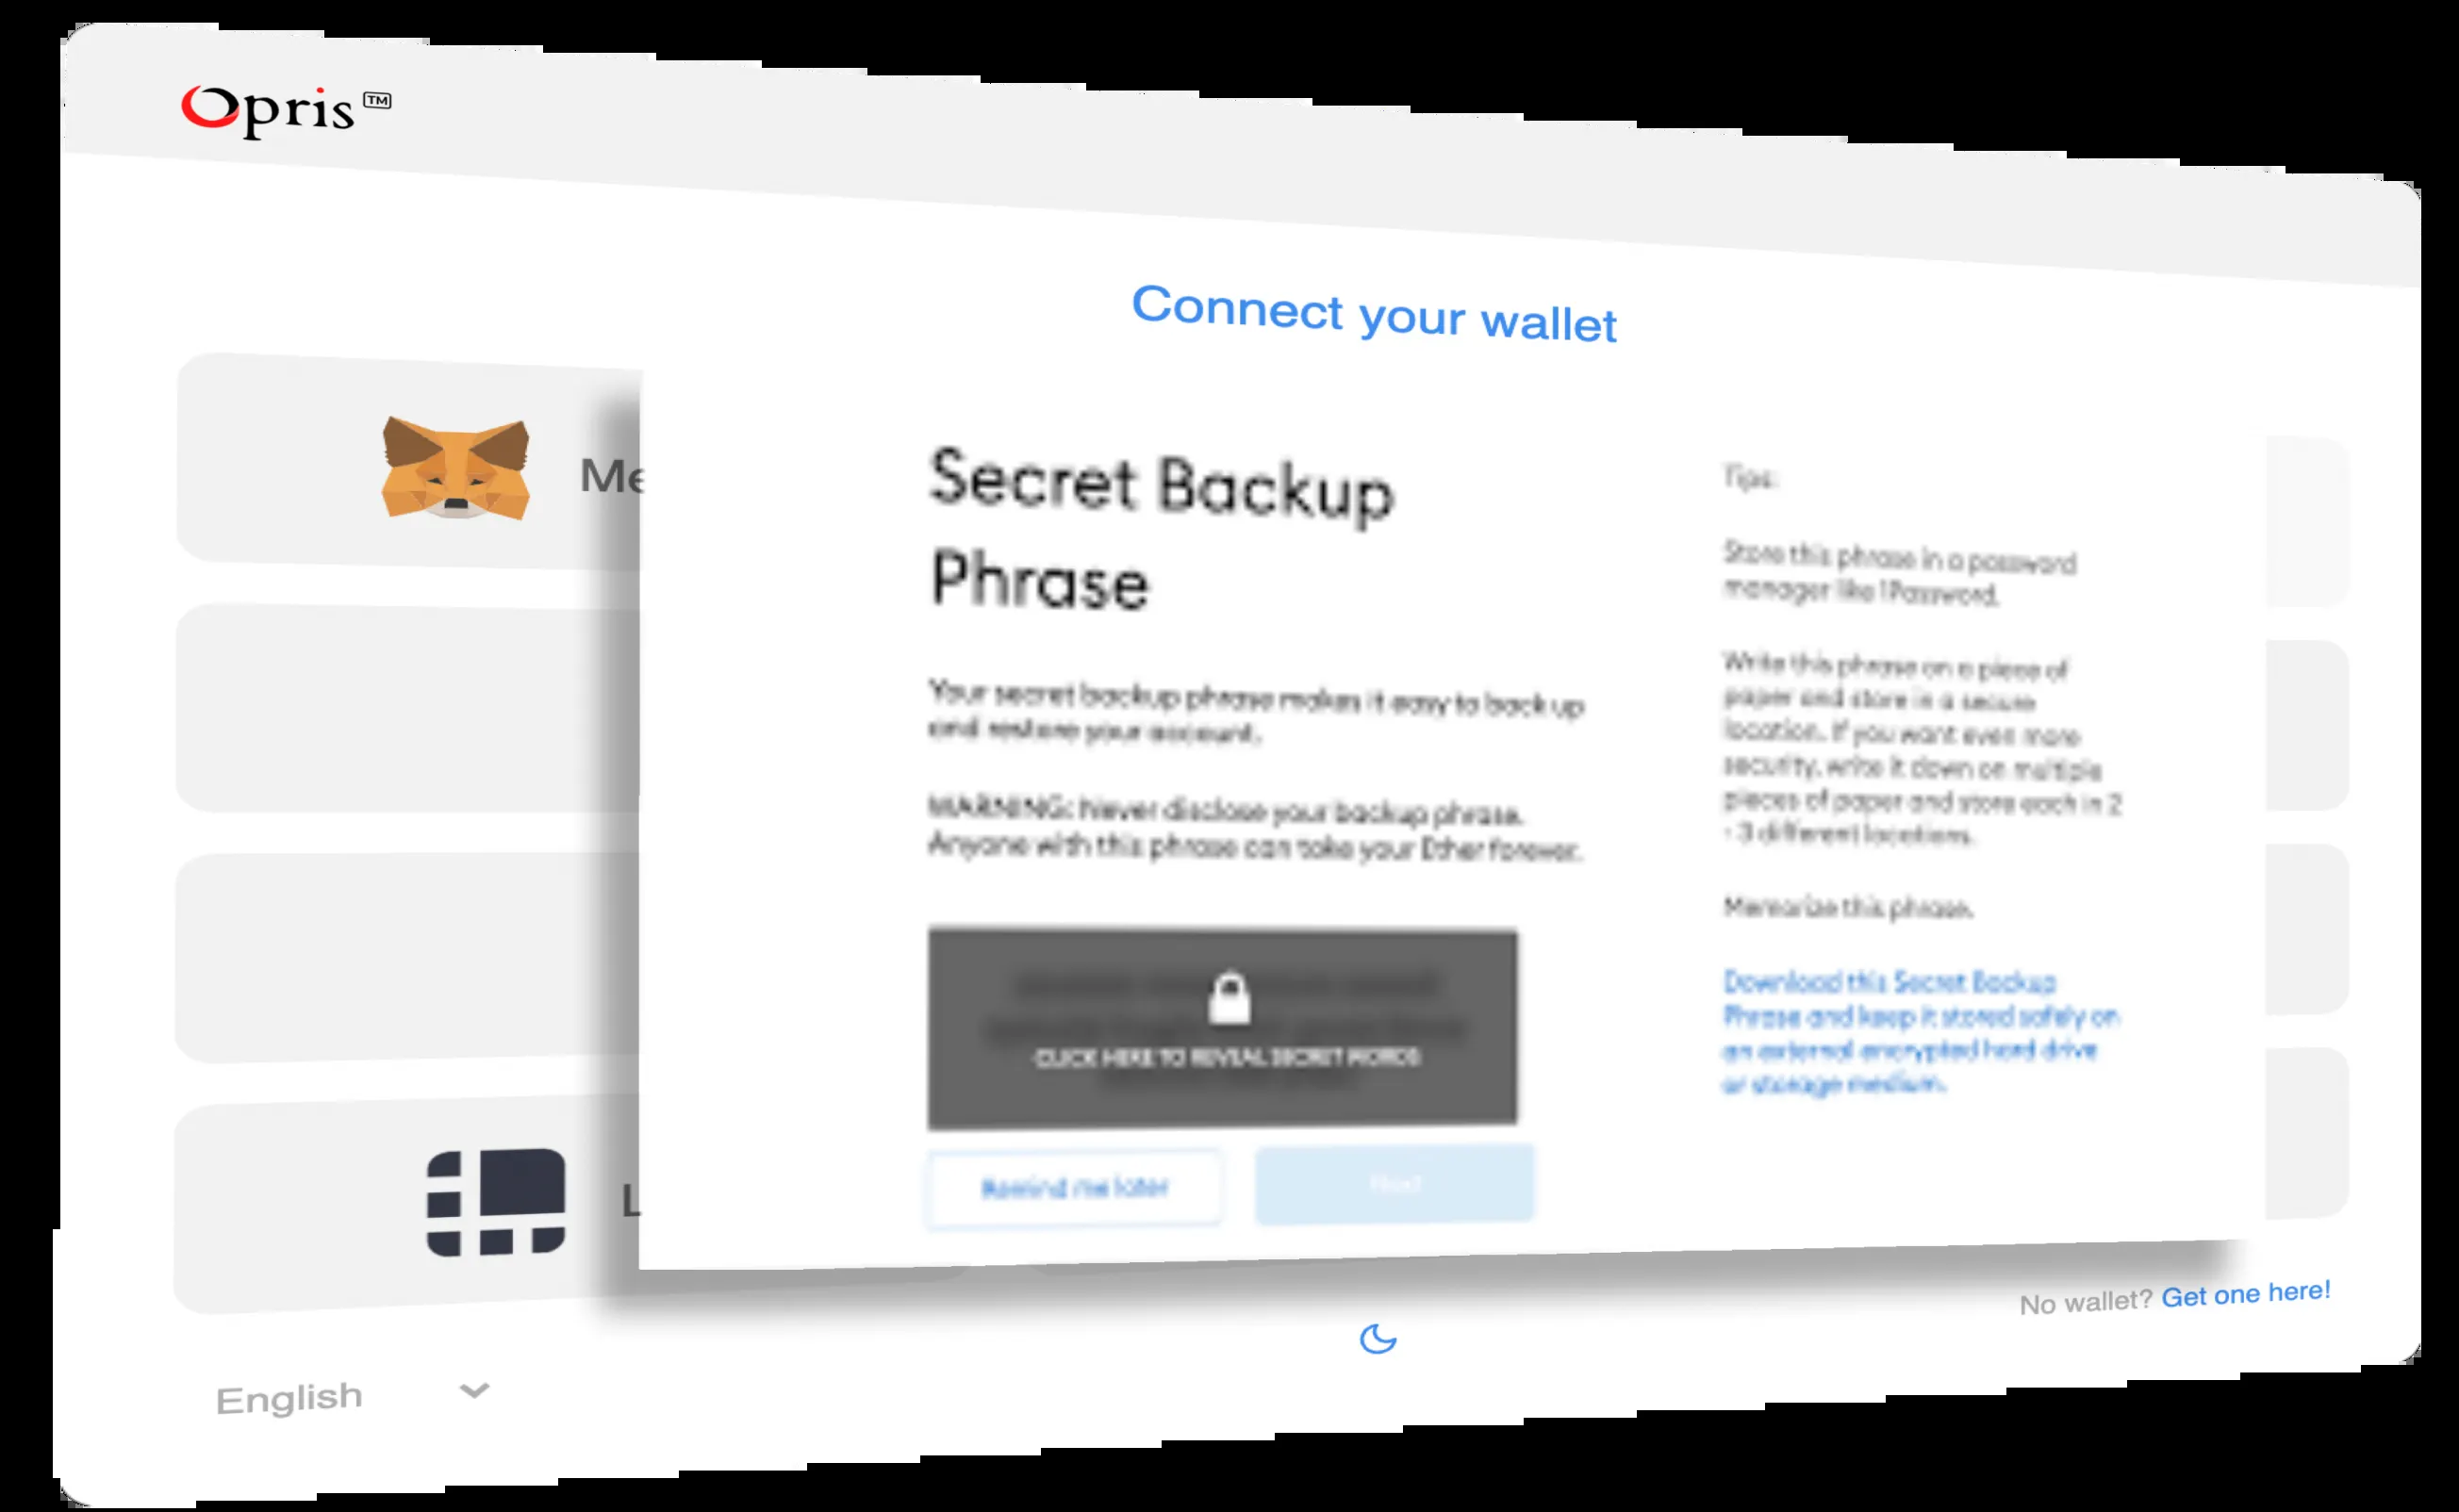 Opris™
Connect your wallet
Me
Secret Backup
Phrase
Your secret backup phrase makes it easy to back up
and restore your account.
WARNING: Never disclose your backup phrase.
Anyone with this phrase can take your Ether forever.
CLICK HERE TO REVEAL SECRET WORDS
Remind me later
Next
Tips:
Store this phrase in a password
manager like 1Password.
Write this phrase on a piece of
paper and store in a secure
location. If you want even more
security, write it down on multiple
pieces of paper and store each in 2
- 3 different locations.
Memorize this phrase.
Download this Secret Backup
Phrase and keep it stored safely on
an external encrypted hard drive
or storage medium.
L
No wallet? Get one here!
English